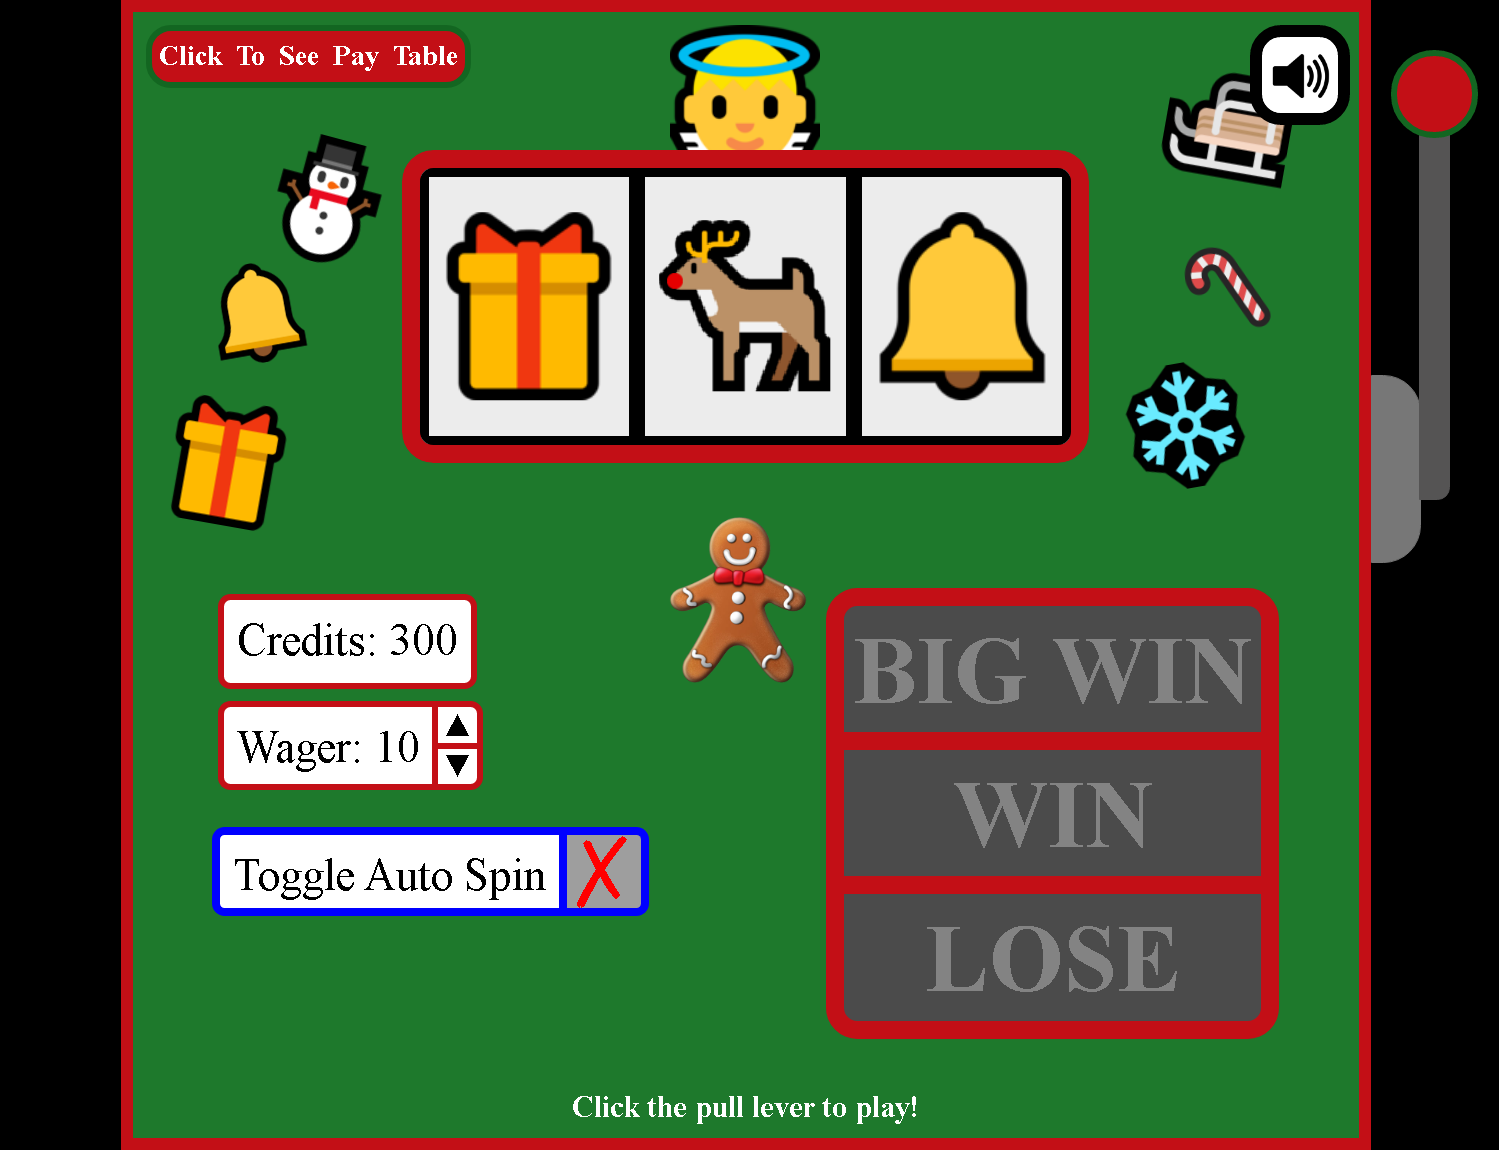 Click To See Pay Table
Credits: 300
Wager: 10
Toggle Auto Spin
BIG WIN
WIN
LOSE
Click the pull lever to play!